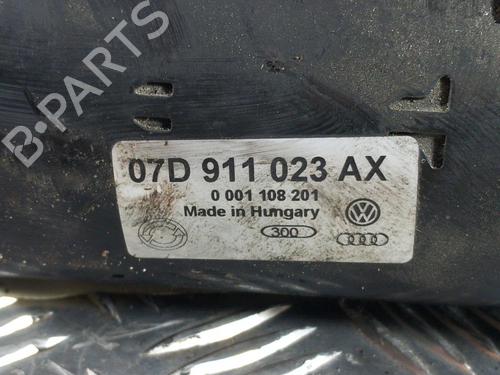 B-PARTS
07D 911 023 AX
0 001 108 201
Made in Hungary
300